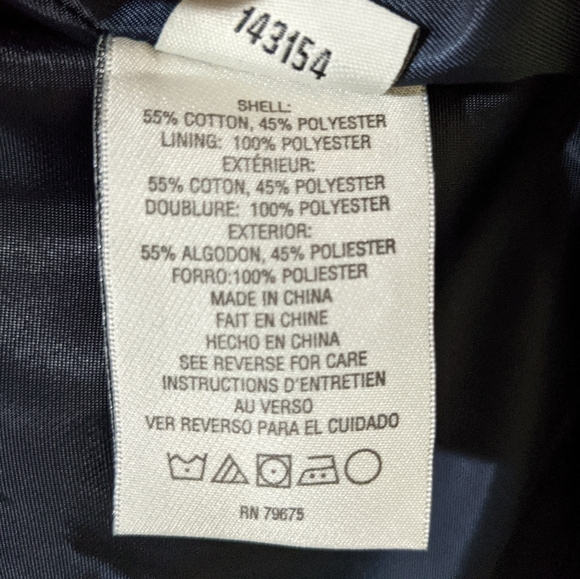 143154
SHELL:
55% COTTON, 45% POLYESTER
LINING: 100% POLYESTER
EXTÉRIEUR:
55% COTON, 45% POLYESTER
DOUBLURE: 100% POLYESTER
EXTERIOR:
55% ALGODON, 45% POLIESTER
FORRO:100% POLIESTER
MADE IN CHINA
FAIT EN CHINE
HECHO EN CHINA
SEE REVERSE FOR CARE
INSTRUCTIONS D'ENTRETIEN
AU VERSO
VER REVERSO PARA EL CUIDADO
RN 79675